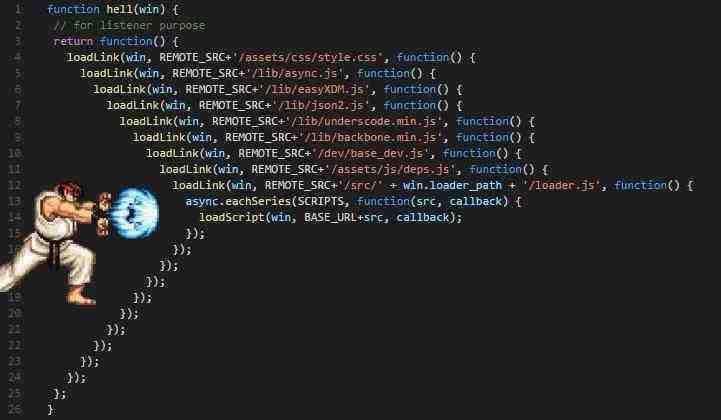 1 function hell(win) {
2 // for listener purpose
3 return function() {
4 loadLink(win, REMOTE_SRC+'/assets/css/style.css', function() {
5 loadLink(win, REMOTE_SRC+'/lib/async.js', function() {
6 loadLink(win, REMOTE_SRC+'/lib/easyXDM.js', function() {
7 loadLink(win, REMOTE_SRC+'/lib/json2.js', function() {
8 loadLink(win, REMOTE_SRC+'/lib/underscode.min.js', function() {
9 loadLink(win, REMOTE_SRC+'/lib/backbone.min.js', function() {
10 loadLink(win, REMOTE_SRC+'/dev/base_dev.js', function() {
11 loadLink(win, REMOTE_SRC+'/assets/js/deps.js', function() {
12 loadLink(win, REMOTE_SRC+'/src/' + win.loader_path + '/loader.js', function() {
13 async.eachSeries(SCRIPTS, function(src, callback) {
14 loadScript(win, BASE_URL+src, callback);
15 });
16 });
});
});
19 });
20 });
21 });
22 });
23 });
24 });
25 };
26 }